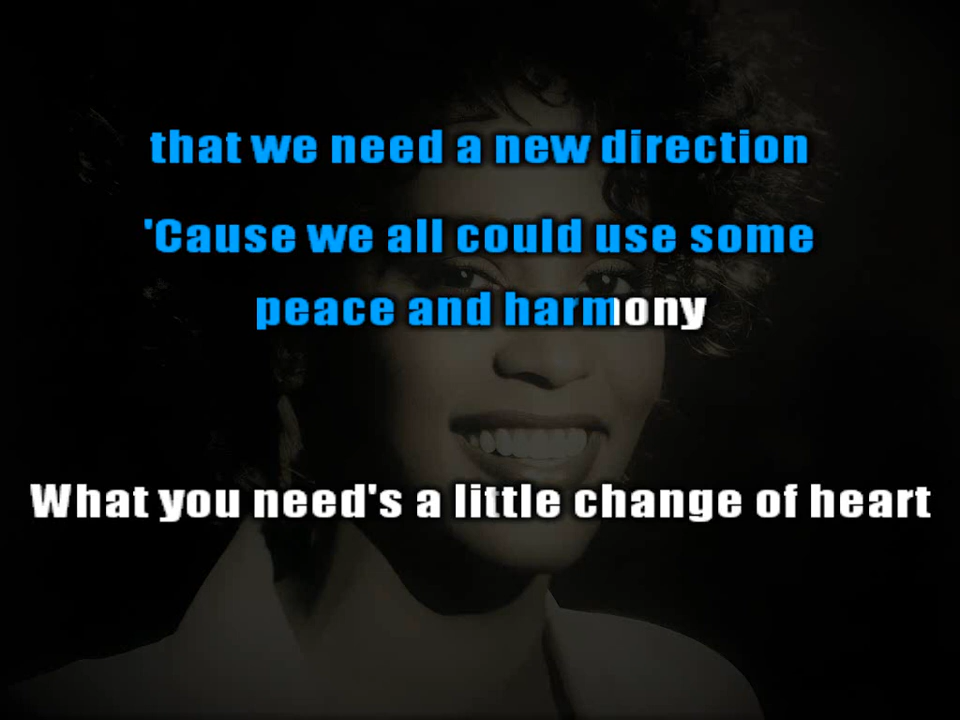 that we need a new direction
'Cause we all could use some
peace and harmony
What you need's a little change of heart